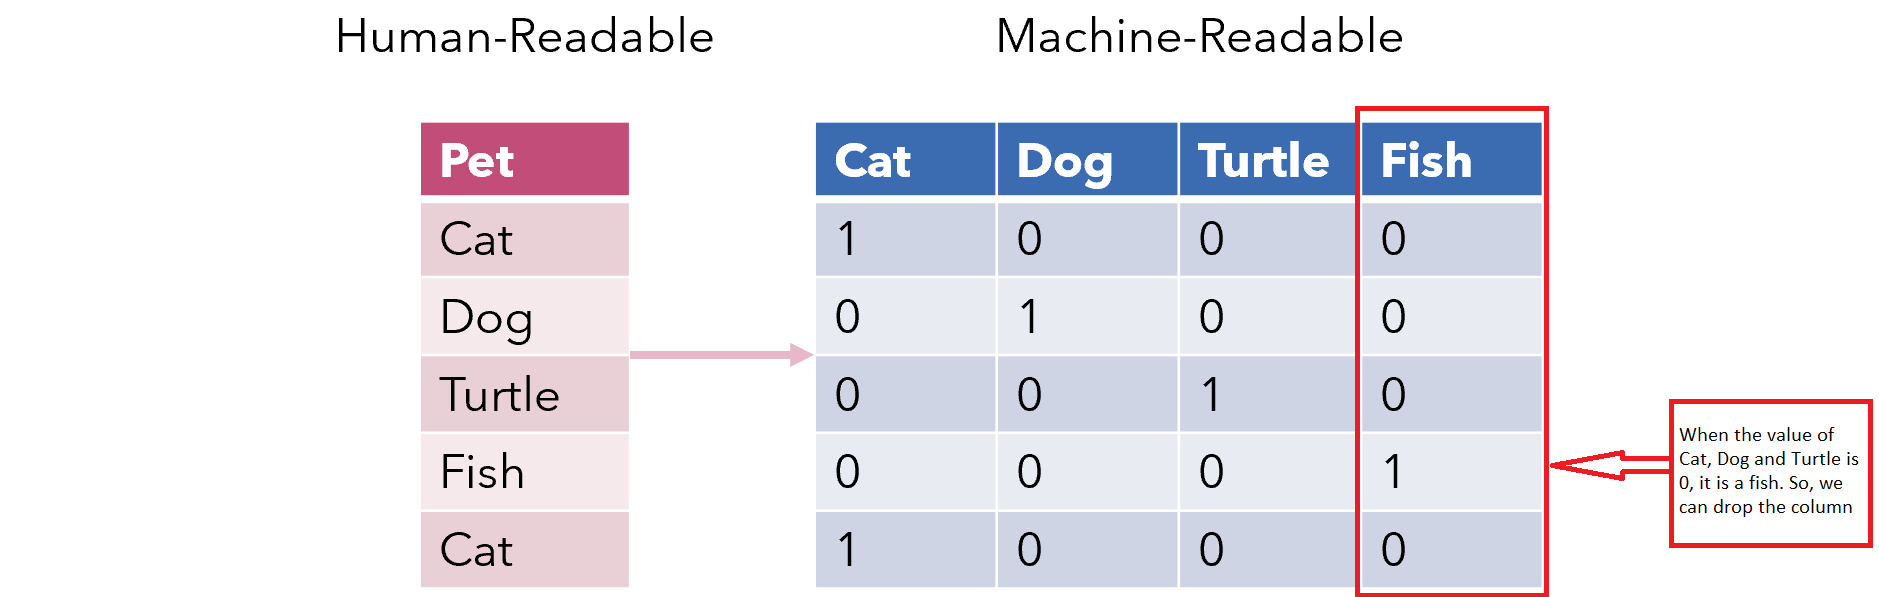 Human-Readable
Machine-Readable
Pet
Cat Dog Turtle Fish
Cat
1 0 0 0
Dog
0 1 0 0
Turtle
0 0 1 0
Fish
0 0 0 1
Cat
1 0 0 0
When the value of
Cat, Dog and Turtle is
0, it is a fish. So, we
can drop the column